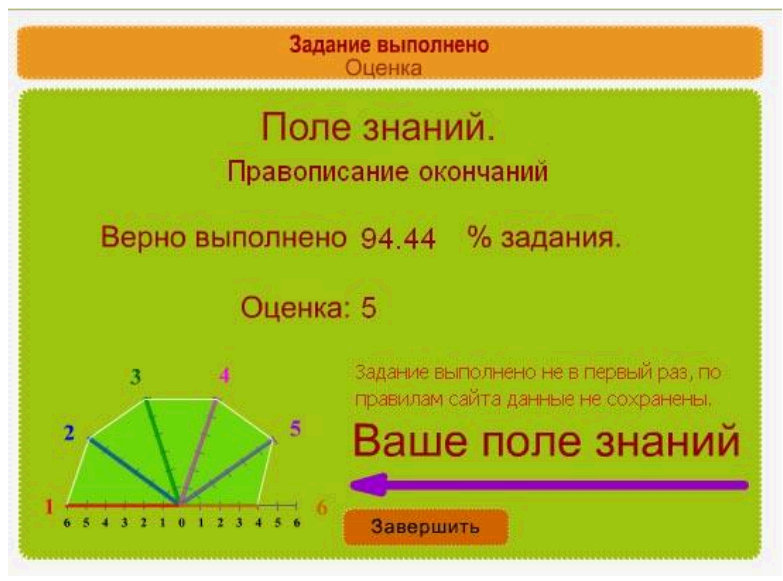 Задание выполнено
Оценка
Поле знаний.
Правописание окончаний
Верно выполнено 94.44 % задания.
Оценка: 5
Задание выполнено не в первый раз, по
правилам сайта данные не сохранены.
Ваше поле знаний
3 4
2 5
1 6
6 5 4 3 2 1 0 1 2 3 4 5 6
Завершить